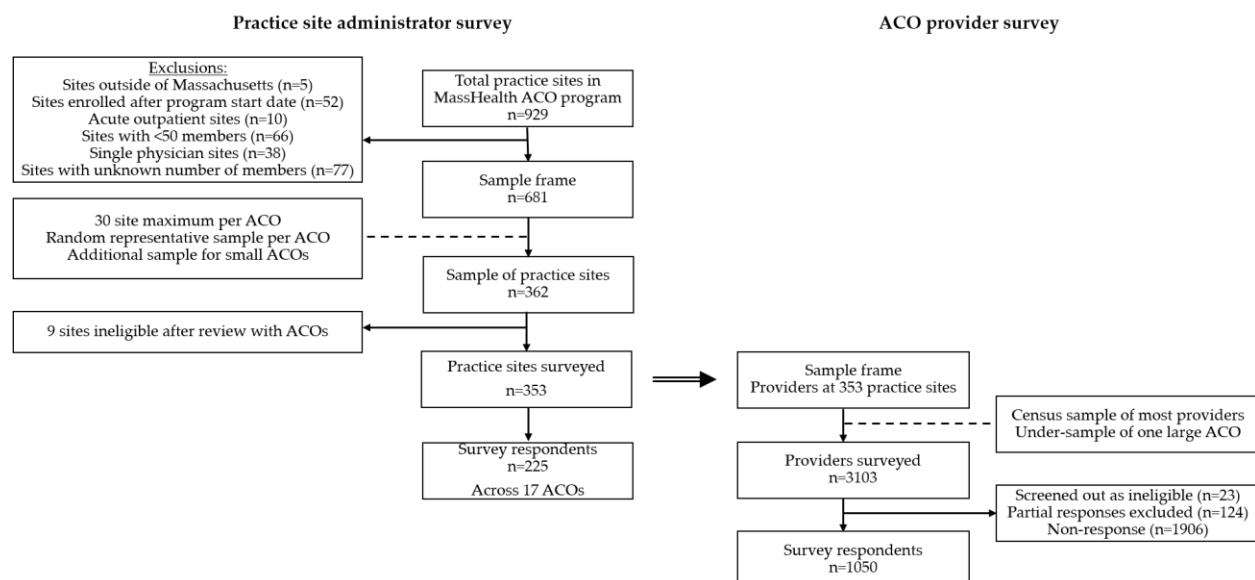 Practice site administrator survey
Exclusions:
Sites outside of Massachusetts (n=5)
Sites enrolled after program start date (n=52)
Acute outpatient sites (n=10)
Sites with <50 members (n=66)
Single physician sites (n=38)
Sites with unknown number of members (n=77)
Total practice sites in
MassHealth ACO program
n=929
Sample frame
n=681
30 site maximum per ACO
Random representative sample per ACO
Additional sample for small ACOs
Sample of practice sites
n=362
9 sites ineligible after review with ACOs
Practice sites surveyed
n=353
Survey respondents
n=225
Across 17 ACOs
ACO provider survey
Sample frame
Providers at 353 practice sites
Census sample of most providers
Under-sample of one large ACO
Providers surveyed
n=3103
Screened out as ineligible (n=23)
Partial responses excluded (n=124)
Non-response (n=1906)
Survey respondents
n=1050